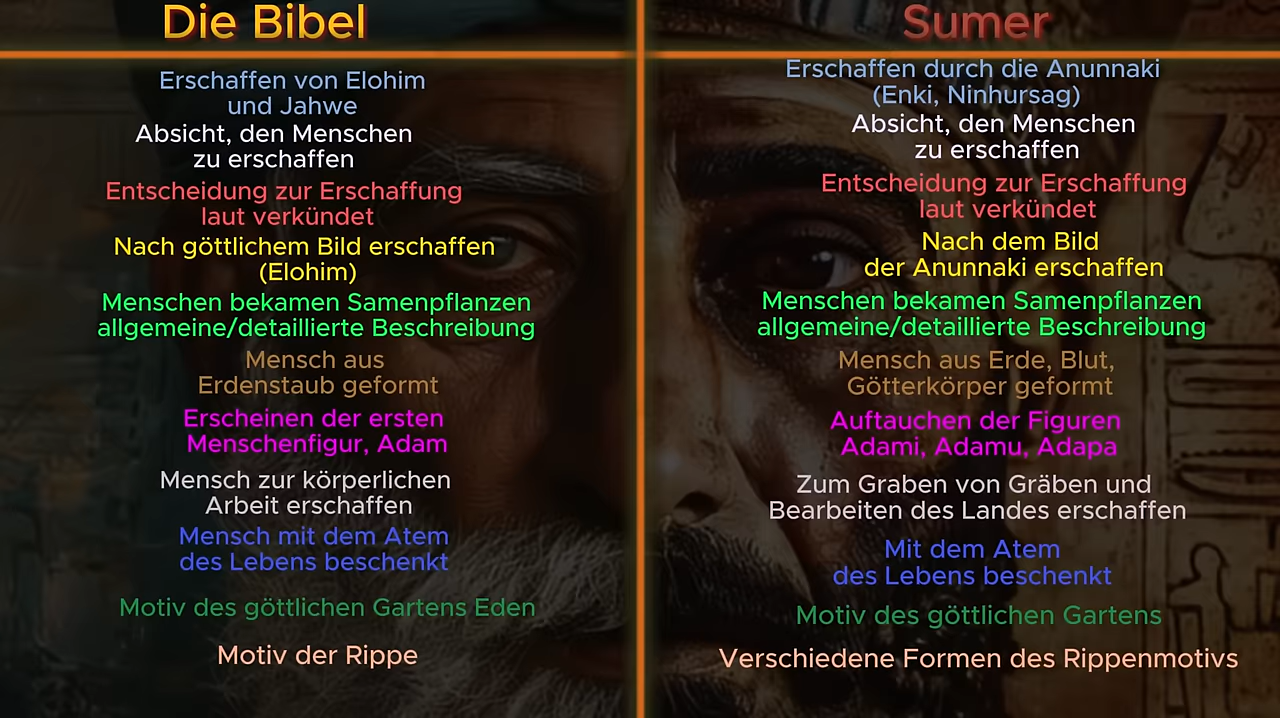 Die Bibel
Erschaffen von Elohim
und Jahwe
Absicht, den Menschen
zu erschaffen
Entscheidung zur Erschaffung
laut verkündet
Nach göttlichem Bild erschaffen
(Elohim)
Menschen bekamen Samenpflanzen
allgemeine/detaillierte Beschreibung
Mensch aus
Erdenstaub geformt
Erscheinen der ersten
Menschenfigur, Adam
Mensch zur körperlichen
Arbeit erschaffen
Mensch mit dem Atem
des Lebens beschenkt
Motiv des göttlichen Gartens Eden
Motiv der Rippe
Sumer
Erschaffen durch die Anunnaki
(Enki, Ninhursag)
Absicht, den Menschen
zu erschaffen
Entscheidung zur Erschaffung
laut verkündet
Nach dem Bild
der Anunnaki erschaffen
Menschen bekamen Samenpflanzen
allgemeine/detaillierte Beschreibung
Mensch aus Erde, Blut,
Götterkörper geformt
Auftauchen der Figuren
Adami, Adamu, Adapa
Zum Graben von Gräben und
Bearbeiten des Landes erschaffen
Mit dem Atem
des Lebens beschenkt
Motiv des göttlichen Gartens
Verschiedene Formen des Rippenmotivs